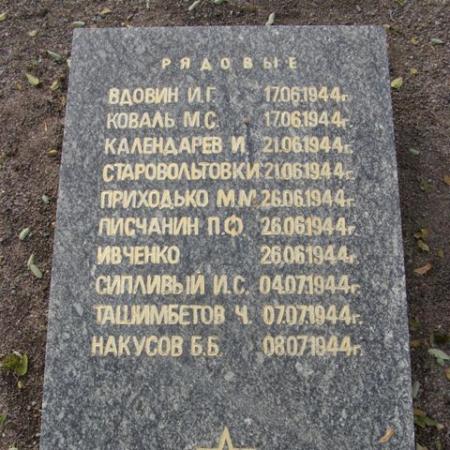 РЯДОВЫЕ
ВДОВИН И.Г. 17.06.1944г.
КОВАЛЬ М.С. 17.06.1944г.
КАЛЕНДАРЕВ И. 21.06.1944г.
СТАРОВОЛЬТОВКИ 21.06.1944г.
ПРИХОДЬКО М.М. 26.06.1944г.
ПИСЧАНИН П.Ф 26.06.1944г.
ИВЧЕНКО 26.06.1944г.
СИПЛИВЫЙ И.С. 04.07.1944г.
ТАШИМБЕТОВ Ч. 07.07.1944г.
НАКУСОВ Б.Б. 08.07.1944г.